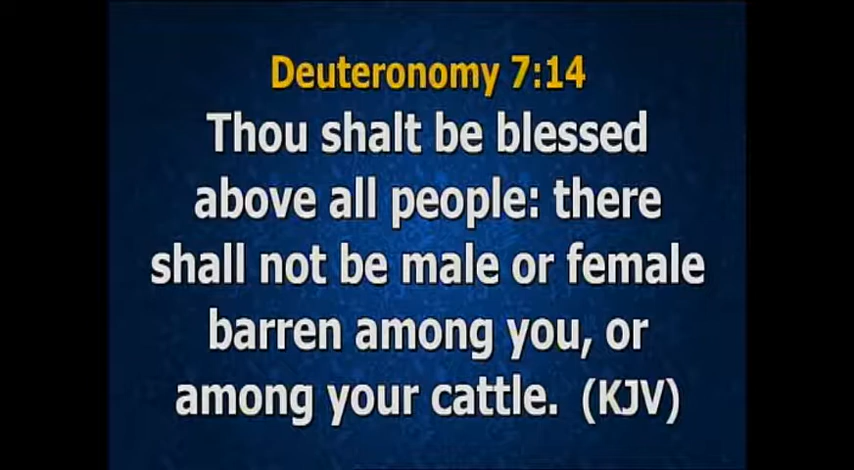 Deuteronomy 7:14
Thou shalt be blessed
above all people: there
shall not be male or female
barren among you, or
among your cattle. (KJV)